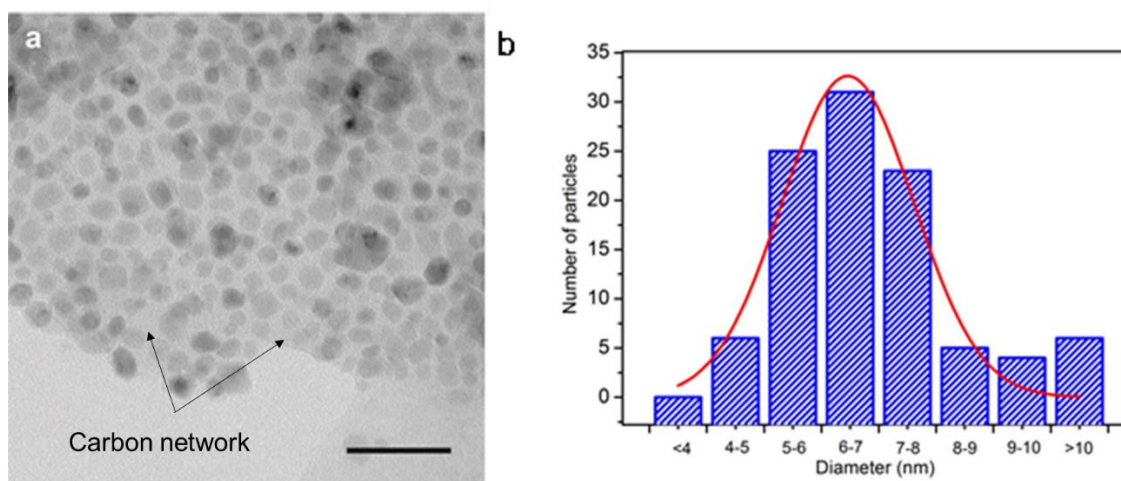 a
Carbon network
b
Number of particles
35
30
25
20
15
10
5
0
<4 4-5 5-6 6-7 7-8 8-9 9-10 >10
Diameter (nm)